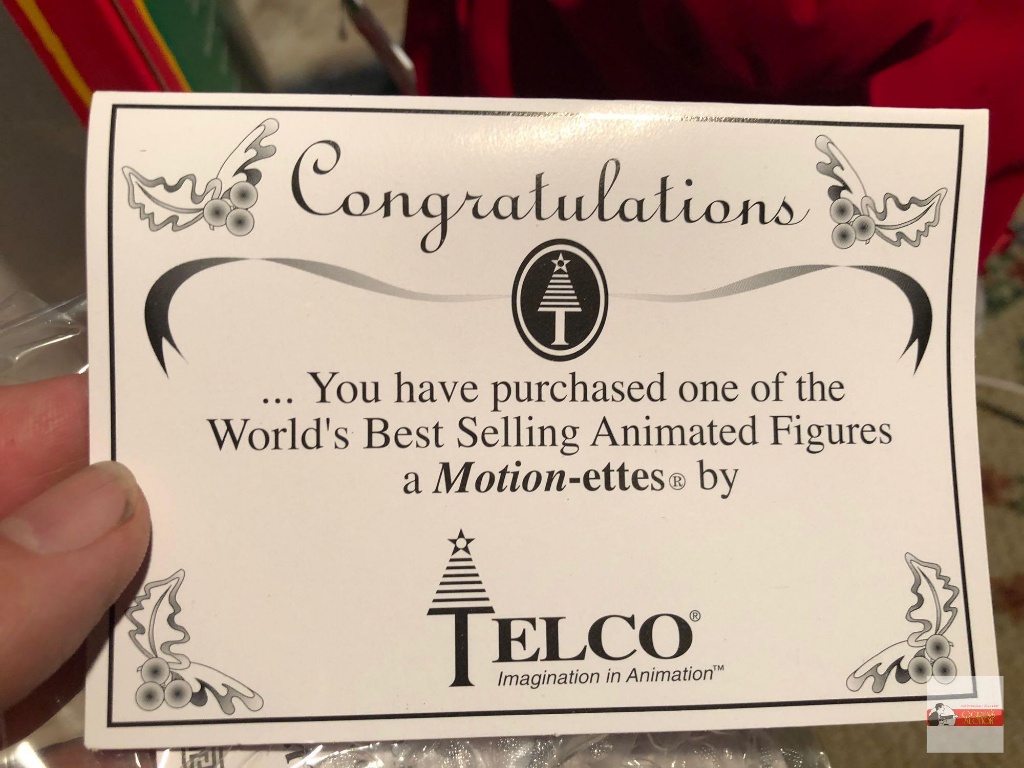 Congratulations
... You have purchased one of the
World's Best Selling Animated Figures
a Motion-ettes® by
TELCO®
Imagination in Animation™